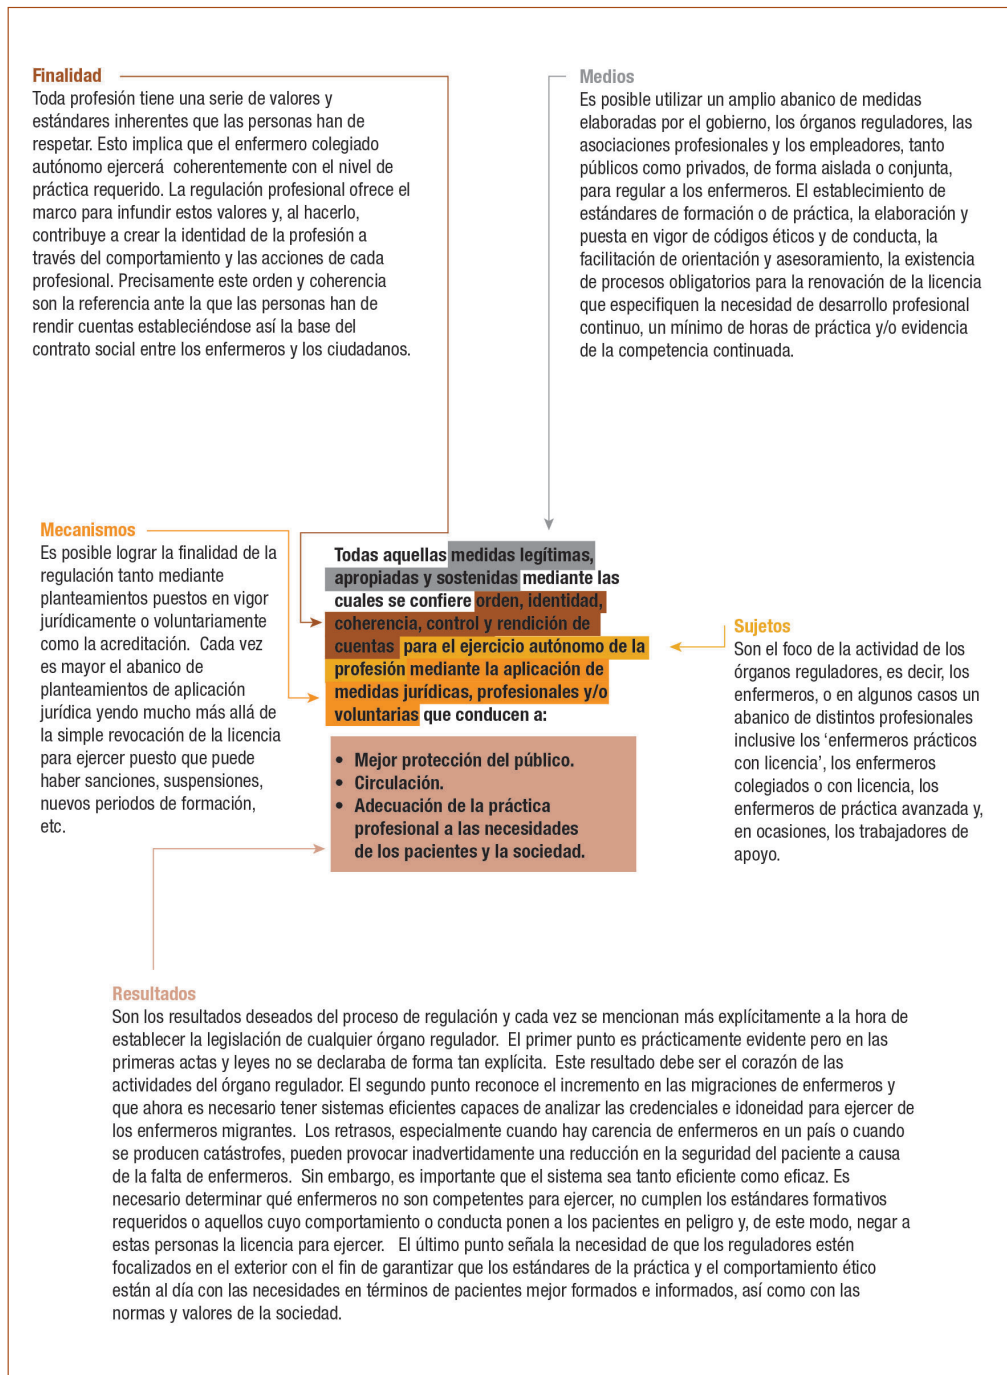 Finalidad
Toda profesión tiene una serie de valores y
estándares inherentes que las personas han de
respetar. Esto implica que el enfermero colegiado
autónomo ejercerá  coherentemente con el nivel de
práctica requerido. La regulación profesional ofrece el
marco para infundir estos valores y, al hacerlo,
contribuye a crear la identidad de la profesión a
través del comportamiento y las acciones de cada
profesional. Precisamente este orden y coherencia
son la referencia ante la que las personas han de
rendir cuentas estableciéndose así la base del
contrato social entre los enfermeros y los ciudadanos.
Medios
Es posible utilizar un amplio abanico de medidas
elaboradas por el gobierno, los órganos reguladores, las
asociaciones profesionales y los empleadores, tanto
públicos como privados, de forma aislada o conjunta,
para regular a los enfermeros. El establecimiento de
estándares de formación o de práctica, la elaboración y
puesta en vigor de códigos éticos y de conducta, la
facilitación de orientación y asesoramiento, la existencia
de procesos obligatorios para la renovación de la licencia
que especifiquen la necesidad de desarrollo profesional
continuo, un mínimo de horas de práctica y/o evidencia
de la competencia continuada.
Mecanismos
Es posible lograr la finalidad de la
regulación tanto mediante
planteamientos puestos en vigor
jurídicamente o voluntariamente
como la acreditación.  Cada vez
es mayor el abanico de
planteamientos de aplicación
jurídica yendo mucho más allá de
la simple revocación de la licencia
para ejercer puesto que puede
haber sanciones, suspensiones,
nuevos periodos de formación,
etc.
Todas aquellas medidas legítimas,
apropiadas y sostenidas mediante las
cuales se confiere orden, identidad,
coherencia, control y rendición de
cuentas para el ejercicio autónomo de la
profesión mediante la aplicación de
medidas jurídicas, profesionales y/o
voluntarias que conducen a:
• Mejor protección del público.
• Circulación.
• Adecuación de la práctica
profesional a las necesidades
de los pacientes y la sociedad.
Sujetos
Son el foco de la actividad de los
órganos reguladores, es decir, los
enfermeros, o en algunos casos un
abanico de distintos profesionales
inclusive los ‘enfermeros prácticos
con licencia’, los enfermeros
colegiados o con licencia, los
enfermeros de práctica avanzada y,
en ocasiones, los trabajadores de
apoyo.
Resultados
Son los resultados deseados del proceso de regulación y cada vez se mencionan más explícitamente a la hora de
establecer la legislación de cualquier órgano regulador.  El primer punto es prácticamente evidente pero en las
primeras actas y leyes no se declaraba de forma tan explícita.  Este resultado debe ser el corazón de las
actividades del órgano regulador. El segundo punto reconoce el incremento en las migraciones de enfermeros y
que ahora es necesario tener sistemas eficientes capaces de analizar las credenciales e idoneidad para ejercer de
los enfermeros migrantes.  Los retrasos, especialmente cuando hay carencia de enfermeros en un país o cuando
se producen catástrofes, pueden provocar inadvertidamente una reducción en la seguridad del paciente a causa
de la falta de enfermeros.  Sin embargo, es importante que el sistema sea tanto eficiente como eficaz. Es
necesario determinar qué enfermeros no son competentes para ejercer, no cumplen los estándares formativos
requeridos o aquellos cuyo comportamiento o conducta ponen a los pacientes en peligro y, de este modo, negar a
estas personas la licencia para ejercer.   El último punto señala la necesidad de que los reguladores estén
focalizados en el exterior con el fin de garantizar que los estándares de la práctica y el comportamiento ético
están al día con las necesidades en términos de pacientes mejor formados e informados, así como con las
normas y valores de la sociedad.